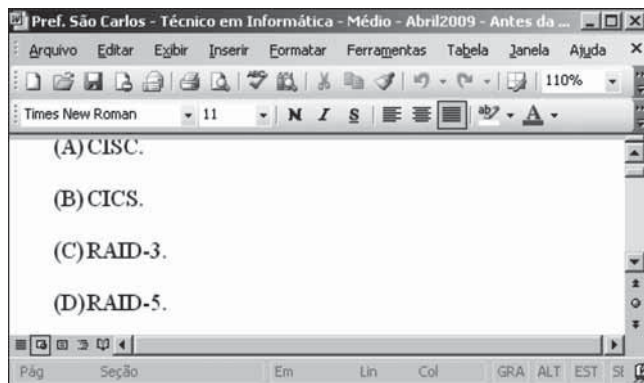 Pref. São Carlos - Técnico em Informática - Médio - Abril2009 - Antes da ...
Arquivo Editar Exibir Inserir Formatar Ferramentas Tabela Janela Ajuda
110%
Times New Roman 11 N I S ab A
(A) CISC.
(B) CICS.
(C) RAID-3.
(D) RAID-5.
Pág Seção Em Lin Col GRA ALT EST SE